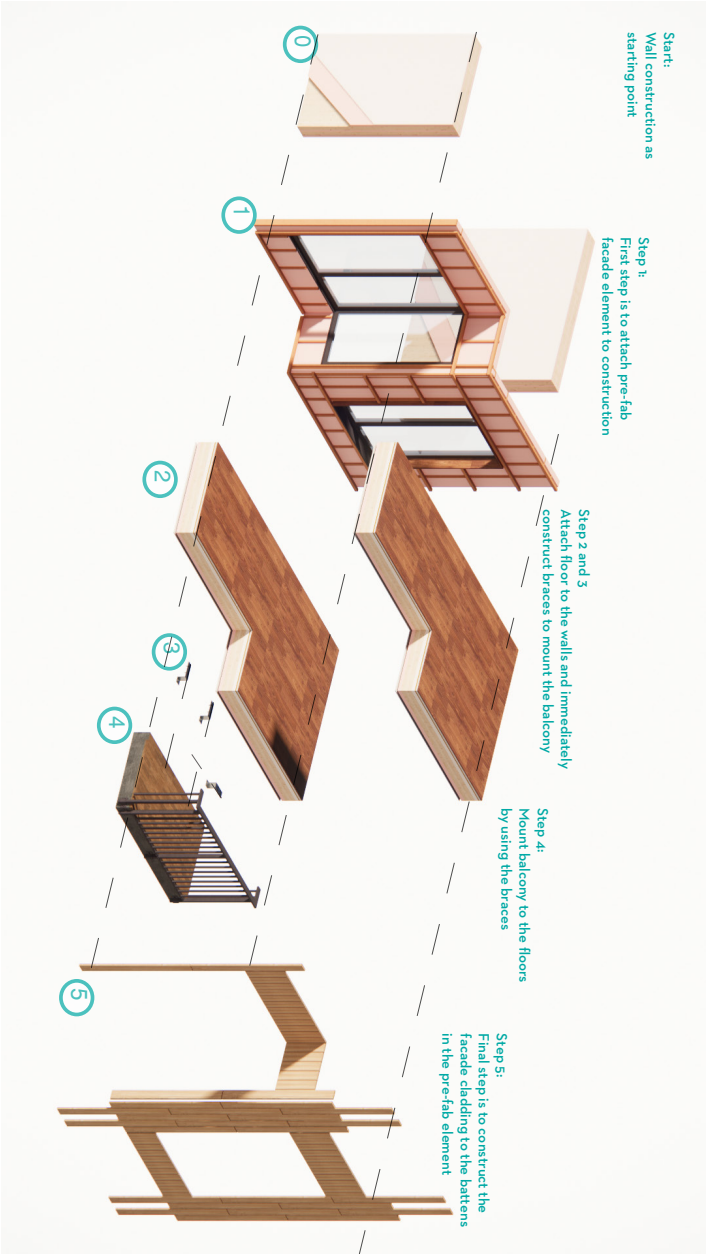 Start:
Wall construction as
starting point
0
Step 1:
First step is to attach pre-fab
facade element to construction
1
Step 2 and 3
Attach floor to the walls and immediately
construct braces to mount the balcony
2
3
Step 4:
Mount balcony to the floors
by using the braces
4
Step 5:
Final step is to construct the
facade cladding to the battens
in the pre-fab element
5